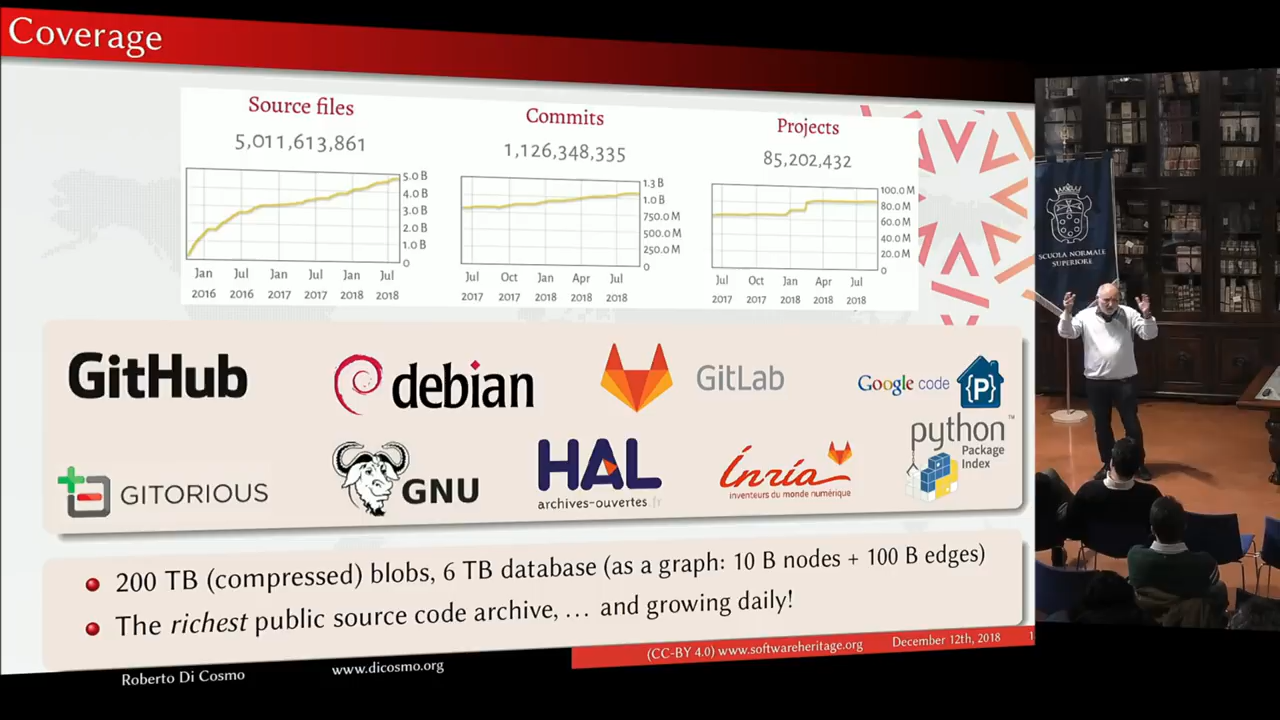 Coverage
Source files
5,011,613,861
5.0 B
4.0 B
3.0 B
2.0 B
1.0 B
0
Jan Jul Jan Jul Jan Jul
2016 2016 2017 2017 2018 2018
Commits
1,126,348,335
1.3 B
1.0 B
750.0 M
500.0 M
250.0 M
0
Jul Oct Jan Apr Jul
2017 2017 2018 2018 2018
Projects
85,202,432
100.0 M
80.0 M
60.0 M
40.0 M
20.0 M
0
Jul Oct Jan Apr Jul
2017 2017 2018 2018 2018
SCUOLA NORMALE
SUPERIORE
GitHub
debian
GitLab
Google code
{P}
GITORIOUS
GNU
HAL
archives-ouvertes.fr
Inria
inventeurs du monde numérique
python™
Package
Index
200 TB (compressed) blobs, 6 TB database (as a graph: 10 B nodes + 100 B edges)
The richest public source code archive, … and growing daily!
Roberto Di Cosmo
www.dicosmo.org
(CC-BY 4.0) www.softwareheritage.org
December 12th, 2018